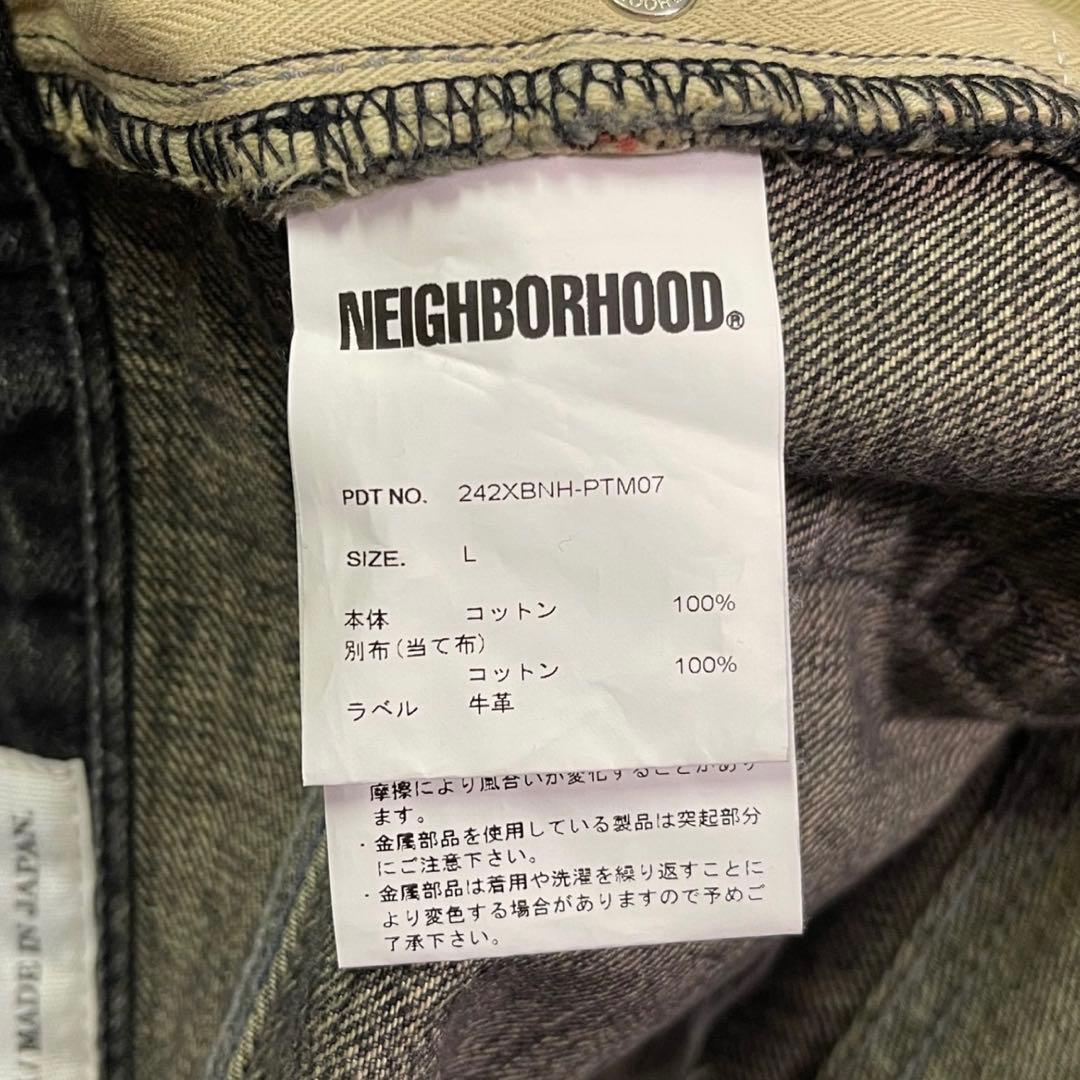 NEIGHBORHOOD®
PDT NO. 242XBNH-PTM07
SIZE. L
本体 コットン 100%
別布(当て布)
コットン 100%
ラベル 牛革
摩擦により風合いが変化することがあり
ます。
・金属部品を使用している製品は突起部分
にご注意下さい。
・金属部品は着用や洗濯を繰り返すことに
より変色する場合がありますので予めご
了承下さい。
/ MADE IN JAPAN.